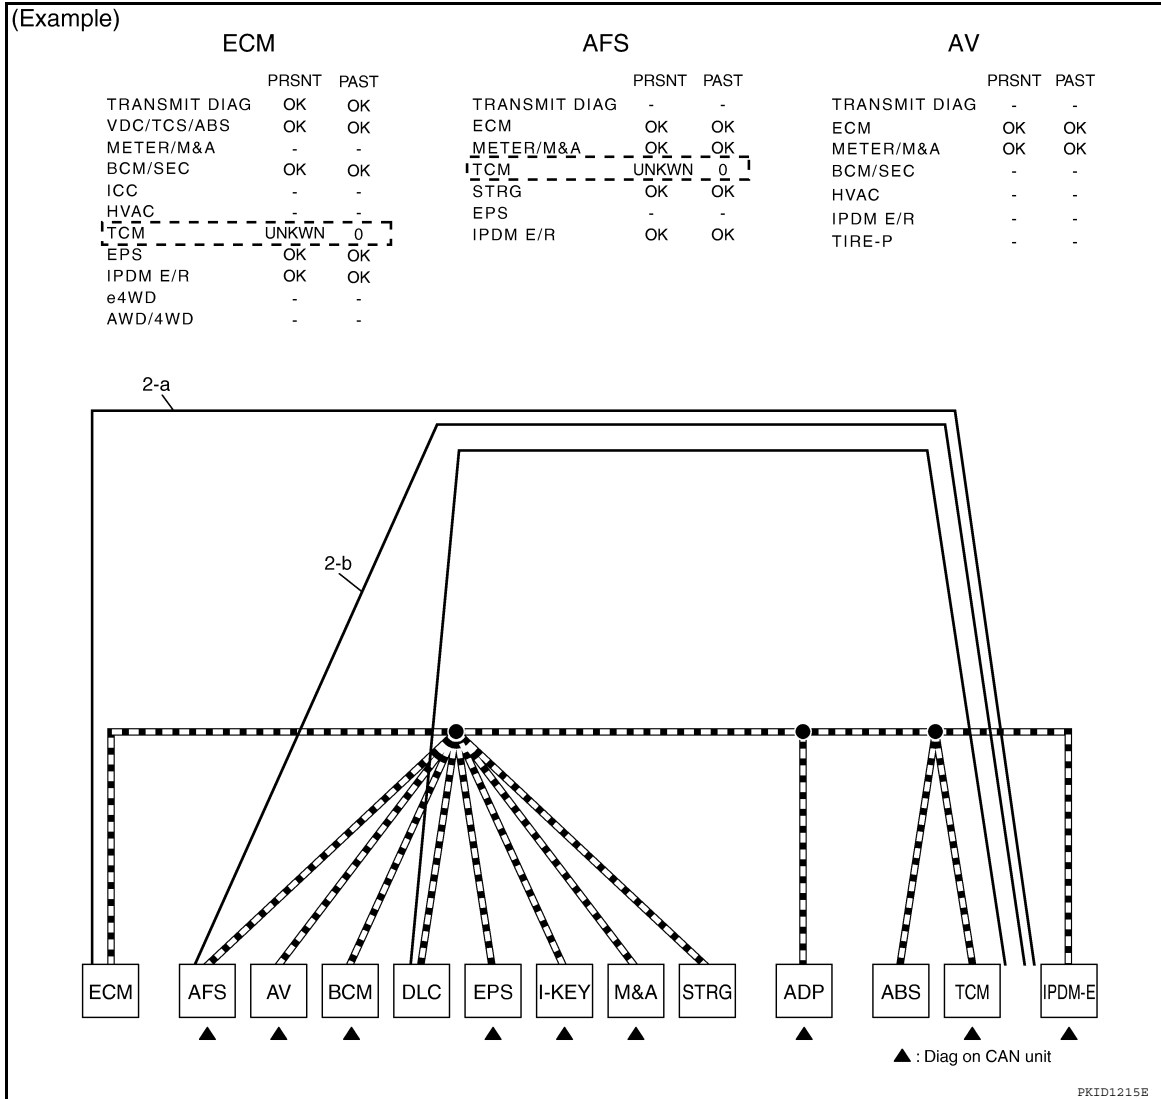 (Example)
ECM
PRSNT PAST
TRANSMIT DIAG OK OK
VDC/TCS/ABS OK OK
METER/M&A - -
BCM/SEC OK OK
ICC - -
HVAC - -
TCM UNKWN 0
EPS OK OK
IPDM E/R OK OK
e4WD - -
AWD/4WD - -
AFS
PRSNT PAST
TRANSMIT DIAG - -
ECM OK OK
METER/M&A OK OK
TCM UNKWN 0
STRG OK OK
EPS - -
IPDM E/R OK OK
AV
PRSNT PAST
TRANSMIT DIAG - -
ECM OK OK
METER/M&A OK OK
BCM/SEC - -
HVAC - -
IPDM E/R - -
TIRE-P - -
2-a
2-b
ECM AFS AV BCM DLC EPS I-KEY M&A STRG ADP ABS TCM IPDM-E
▲ : Diag on CAN unit
PKID1215E